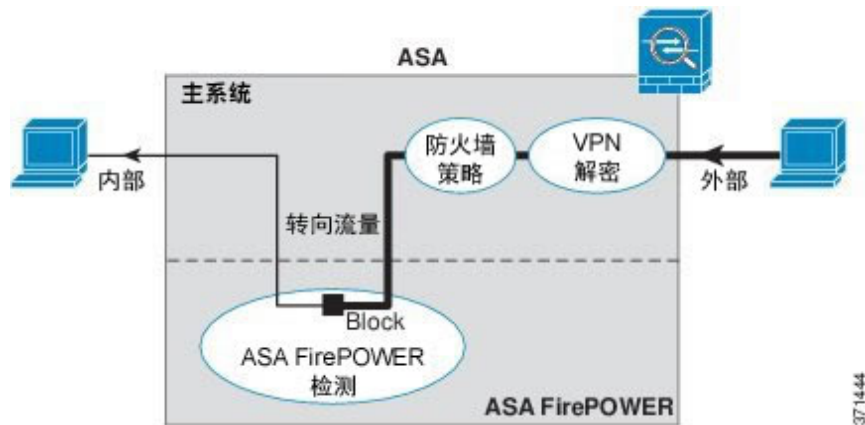 ASA
主系统
防火墙
策略
VPN
解密
内部
外部
转向流量
Block
ASA FirePOWER
检测
ASA FirePOWER
371444